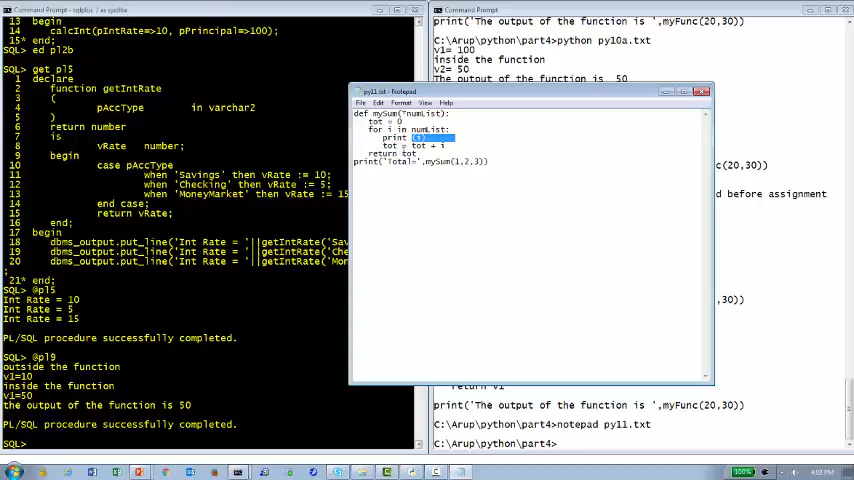 Command Prompt - sqlplus / as sysdba
13 begin
14 calcInt(pIntRate=>10, pPrincipal=>100);
15* end;
SQL> ed pl2b
SQL> get pl5
1 declare
2 function getIntRate
3 (
4 pAccType in varchar2
5 )
6 return number
7 is
8 vRate number;
9 begin
10 case pAccType
11 when 'Savings' then vRate := 10;
12 when 'Checking' then vRate := 5;
13 when 'MoneyMarket' then vRate := 15
14 end case;
15 return vRate;
16 end;
17 begin
18 dbms_output.put_line('Int Rate = '||getIntRate('Sav
19 dbms_output.put_line('Int Rate = '||getIntRate('Che
20 dbms_output.put_line('Int Rate = '||getIntRate('Mon
;
21* end;
SQL> @pl5
Int Rate = 10
Int Rate = 5
Int Rate = 15
PL/SQL procedure successfully completed.
SQL> @pl9
outside the function
v1=10
inside the function
v1=50
the output of the function is 50
PL/SQL procedure successfully completed.
SQL>
Command Prompt
print('The output of the function is ',myFunc(20,30)
C:\Arup\python\part4>python py10a.txt
v1= 100
inside the function
v2= 50
The output of the function is  50
py11.txt - Notepad
File Edit Format View Help
def mySum(*numList):
tot = 0
for i in numList:
print (i)
tot = tot + i
return tot
print('Total=',mySum(1,2,3))
30))
d before assignment
30))
return v1
print('The output of the function is ',myFunc(20,30))
C:\Arup\python\part4>notepad py11.txt
C:\Arup\python\part4>
100%
4:03 PM